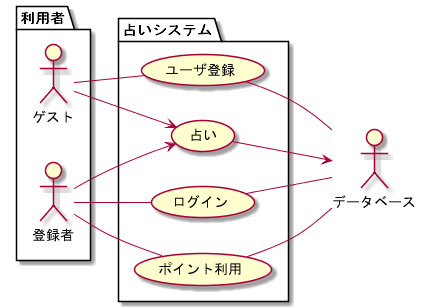 利用者
占いシステム
ユーザ登録
ゲスト
占い
データベース
ログイン
登録者
ポイント利用